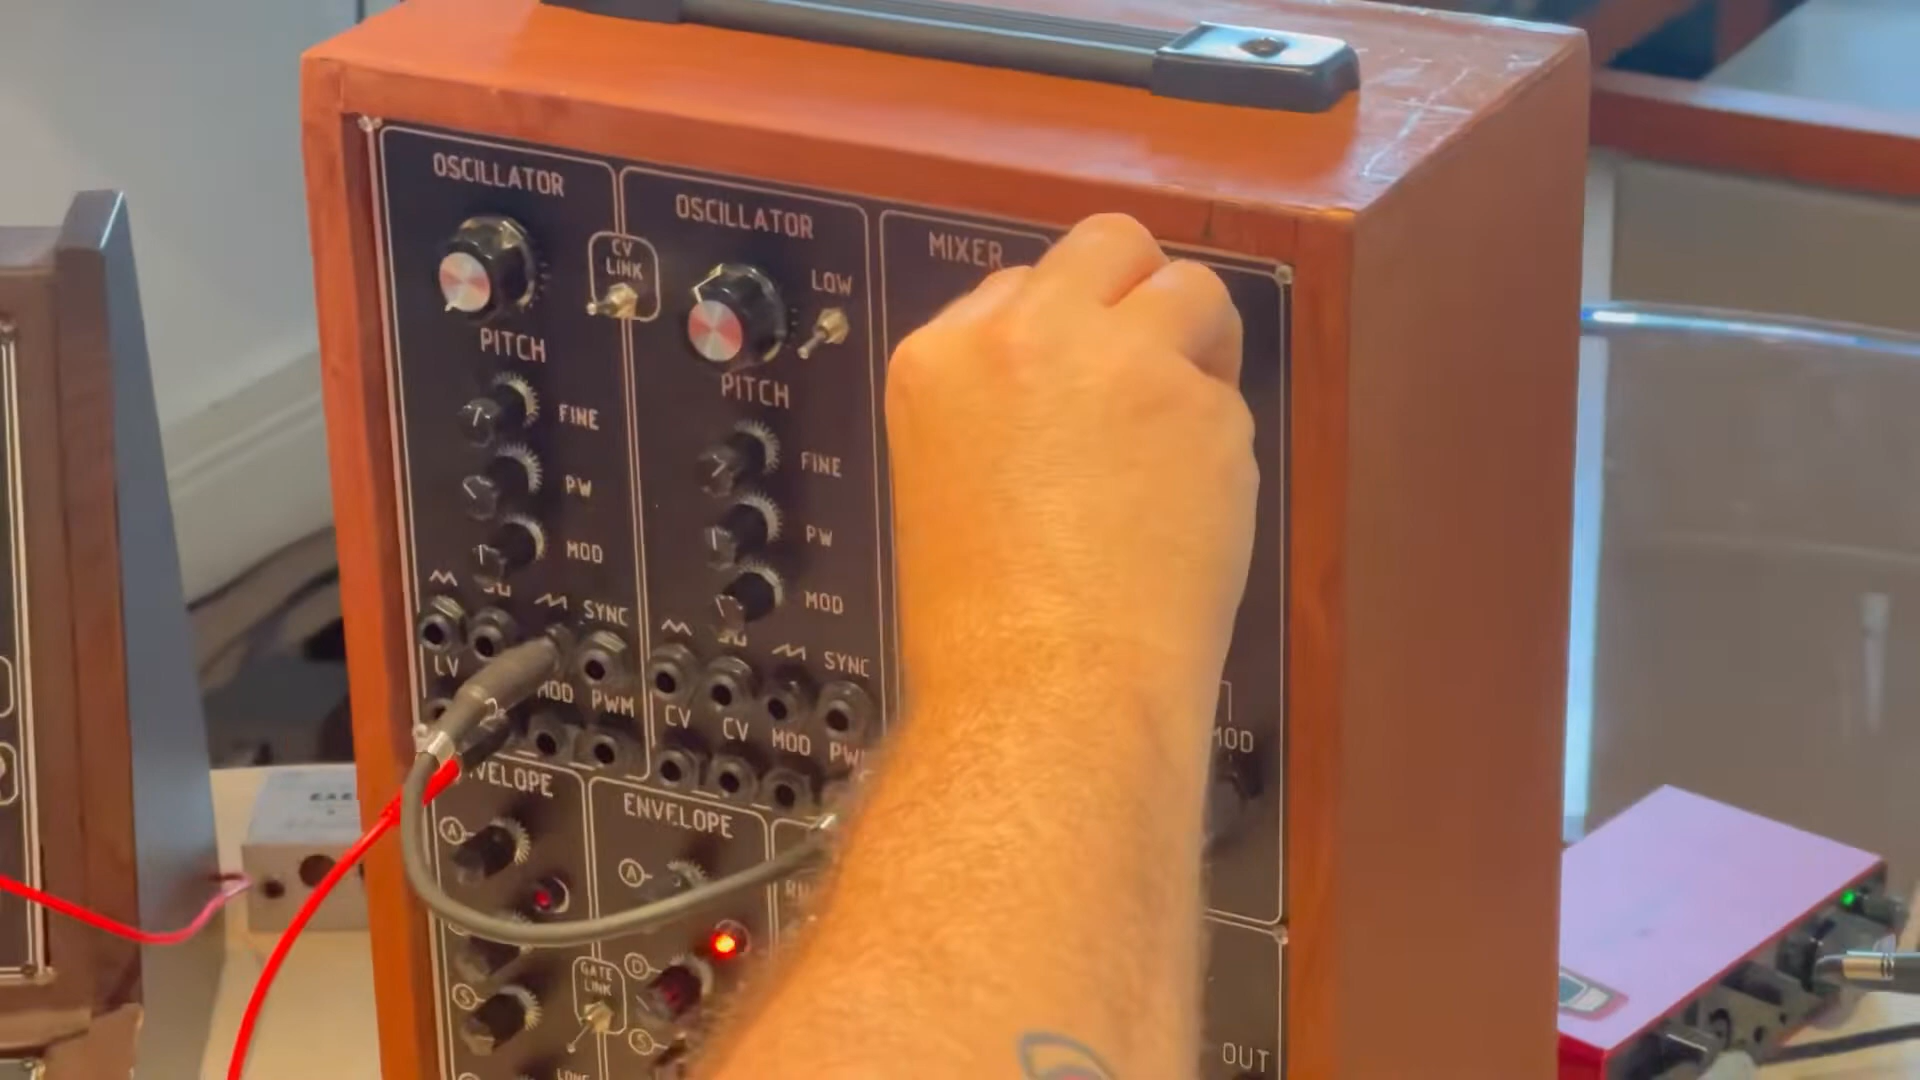 OSCILLATOR
OSCILLATOR
MIXER
CV
LINK
LOW
PITCH
PITCH
FINE
FINE
PW
PW
MOD
MOD
SYNC
SYNC
MOD
PWM
CV
CV
MOD
MOD
ENVELOPE
A
A
D
S
S
GATE
LINK
OUT